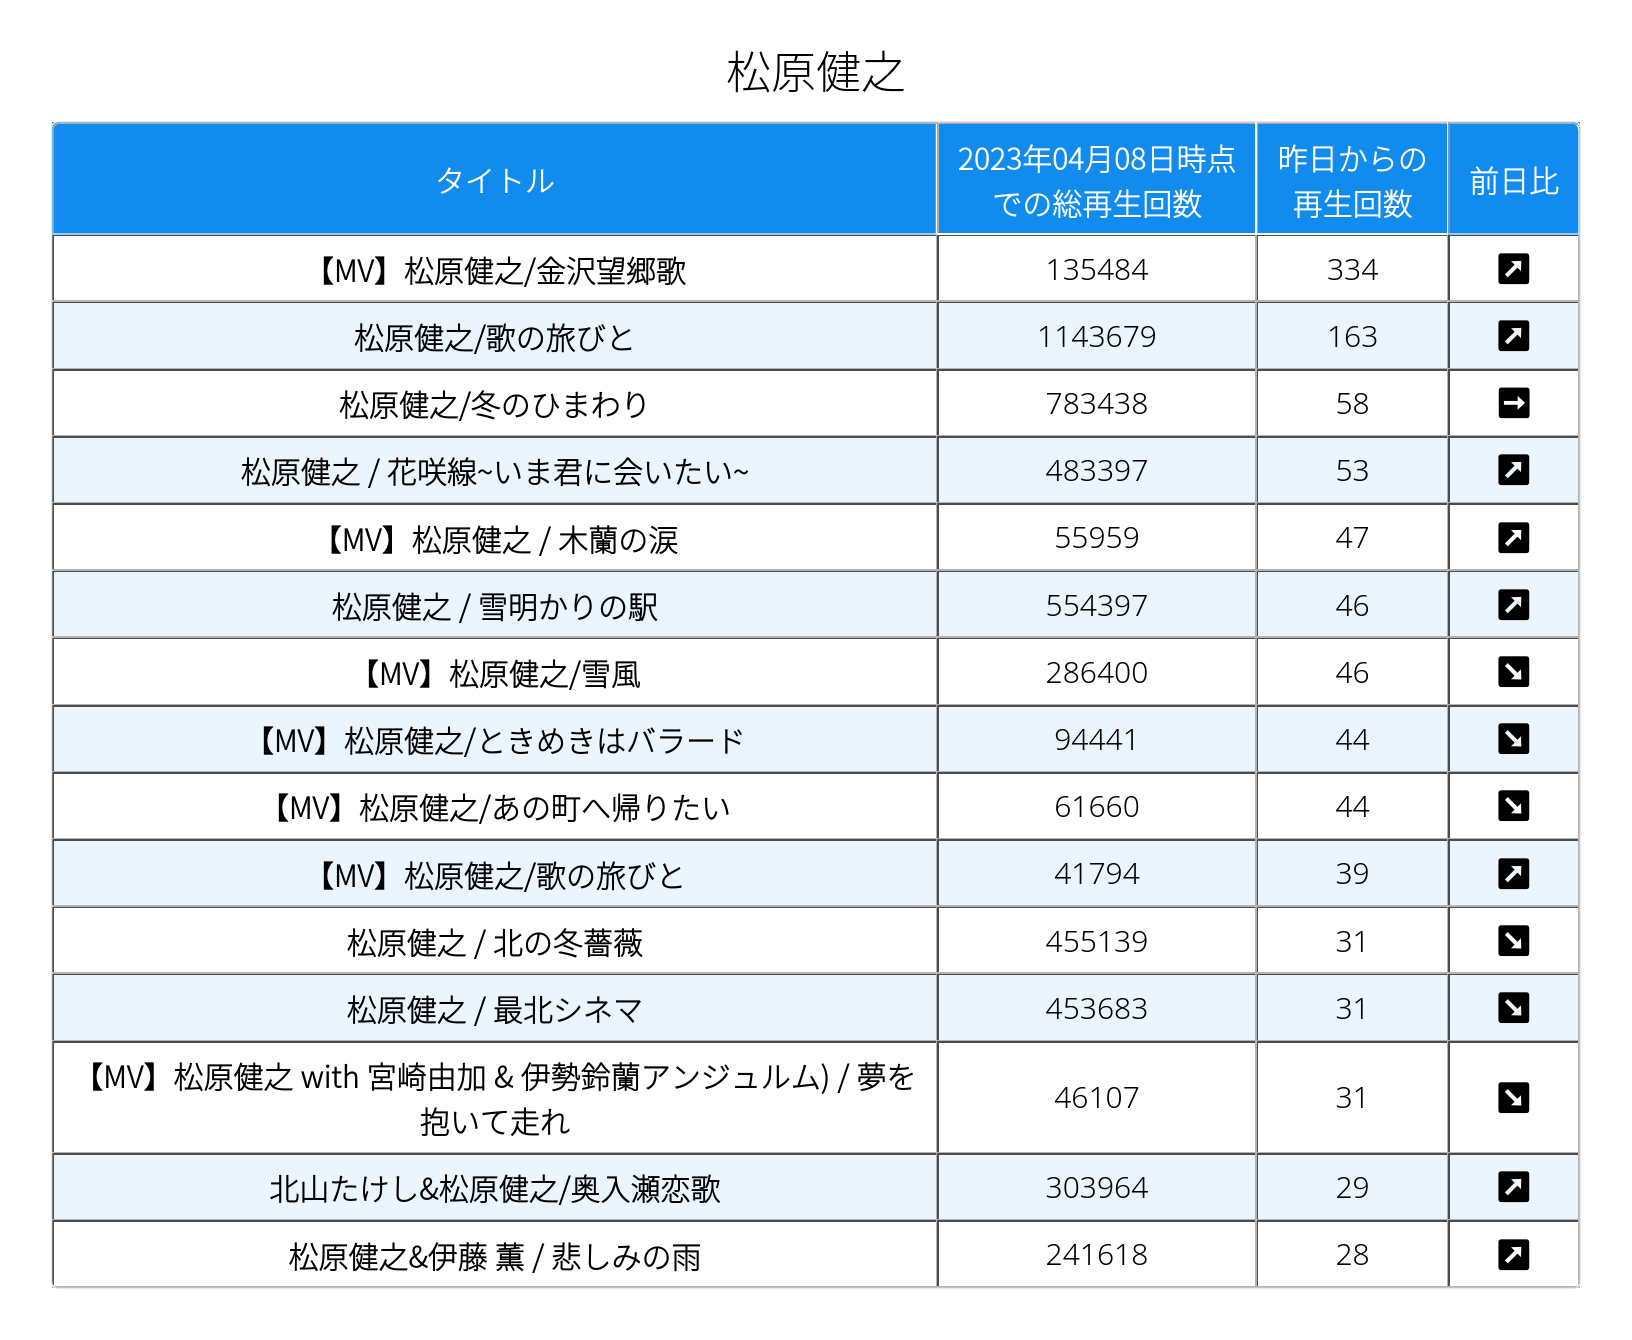 松原健之
タイトル
2023年04月08日時点
での総再生回数
昨日からの
再生回数
前日比
【MV】松原健之/金沢望郷歌 135484 334
松原健之/歌の旅びと 1143679 163
松原健之/冬のひまわり 783438 58
松原健之 / 花咲線~いま君に会いたい~ 483397 53
【MV】松原健之 / 木蘭の涙 55959 47
松原健之 / 雪明かりの駅 554397 46
【MV】松原健之/雪風 286400 46
【MV】松原健之/ときめきはバラード 94441 44
【MV】松原健之/あの町へ帰りたい 61660 44
【MV】松原健之/歌の旅びと 41794 39
松原健之 / 北の冬薔薇 455139 31
松原健之 / 最北シネマ 453683 31
【MV】松原健之 with 宮崎由加 & 伊勢鈴蘭アンジュルム) / 夢を
抱いて走れ 46107 31
北山たけし&松原健之/奥入瀬恋歌 303964 29
松原健之&伊藤 薫 / 悲しみの雨 241618 28